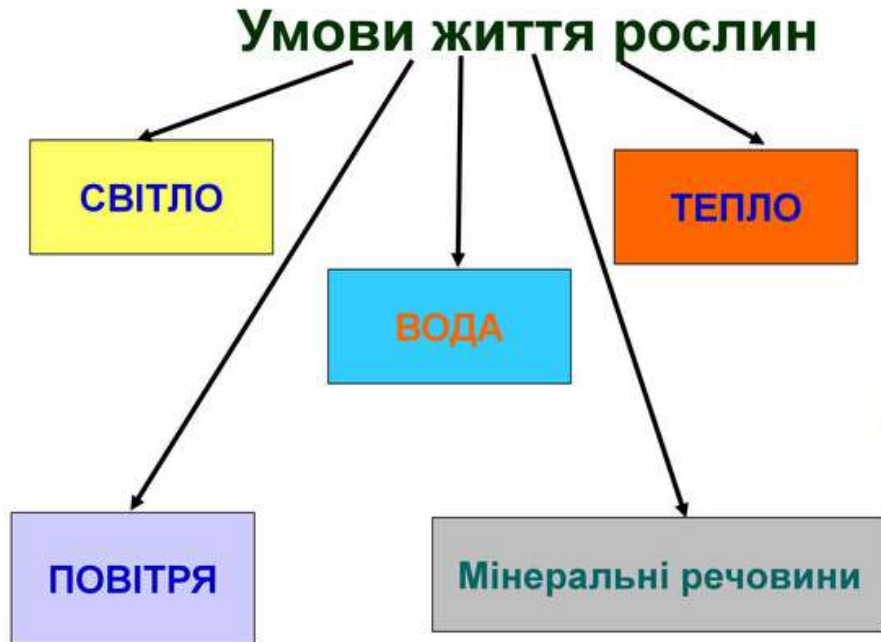 Умови життя рослин
СВІТЛО
ТЕПЛО
ВОДА
ПОВІТРЯ
Мінеральні речовини